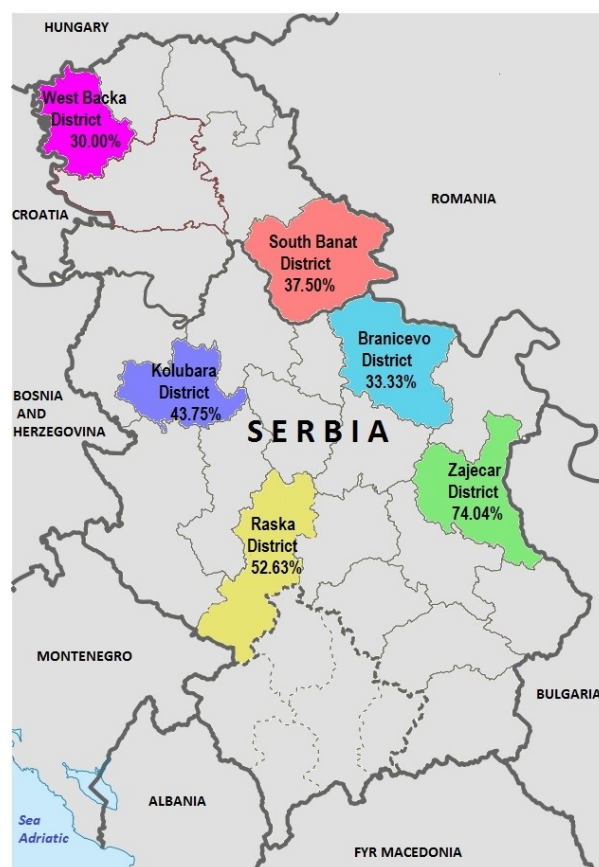 HUNGARY
West Backa
District
30.00%
ROMANIA
CROATIA
South Banat
District
37.50%
Branicevo
District
33.33%
Kolubara
District
43.75%
BOSNIA
AND
HERZEGOVINA
SERBIA
Zajecar
District
74.04%
Raska
District
52.63%
MONTENEGRO
BULGARIA
ALBANIA
Sea
Adriatic
FYR MACEDONIA